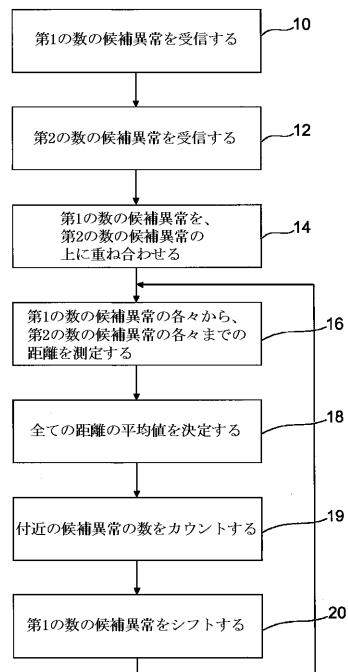 第1の数の候補異常を受信する
10
第2の数の候補異常を受信する
12
第1の数の候補異常を、
第2の数の候補異常の
上に重ね合わせる
14
第1の数の候補異常の各々から、
第2の数の候補異常の各々までの
距離を測定する
16
全ての距離の平均値を決定する
18
付近の候補異常の数をカウントする
19
第1の数の候補異常をシフトする
20